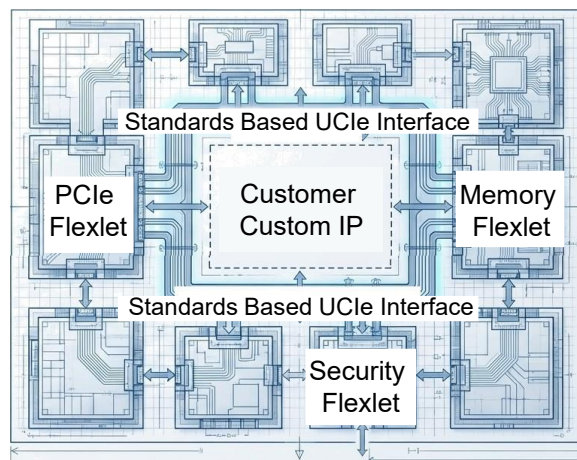 Standards Based UCIe Interface
PCIe
Flexlet
Customer
Custom IP
Memory
Flexlet
Standards Based UCIe Interface
Security
Flexlet